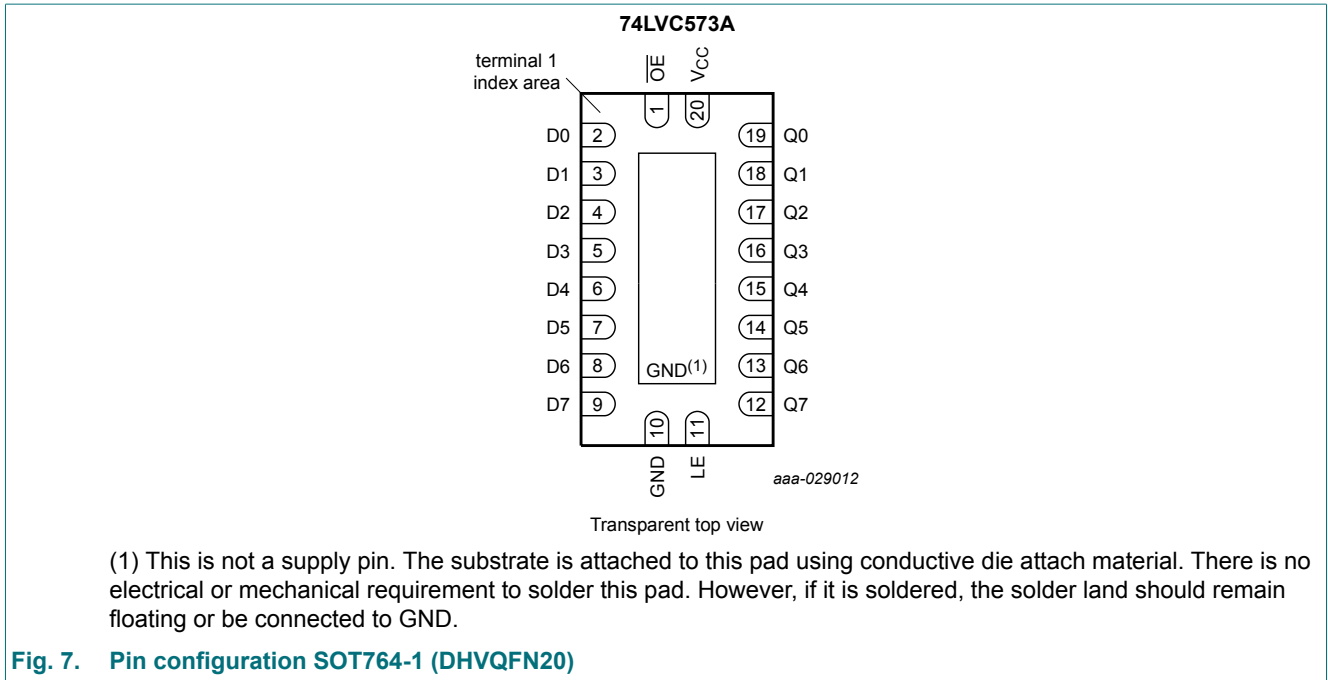 74LVC573A
terminal 1
index area
OE
VCC
1
20
D0 2
19 Q0
D1 3
18 Q1
D2 4
17 Q2
D3 5
16 Q3
D4 6
15 Q4
D5 7
14 Q5
D6 8
GND(1)
13 Q6
D7 9
12 Q7
10
11
GND
LE
aaa-029012
Transparent top view
(1) This is not a supply pin. The substrate is attached to this pad using conductive die attach material. There is no
electrical or mechanical requirement to solder this pad. However, if it is soldered, the solder land should remain
floating or be connected to GND.
Fig. 7. Pin configuration SOT764-1 (DHVQFN20)